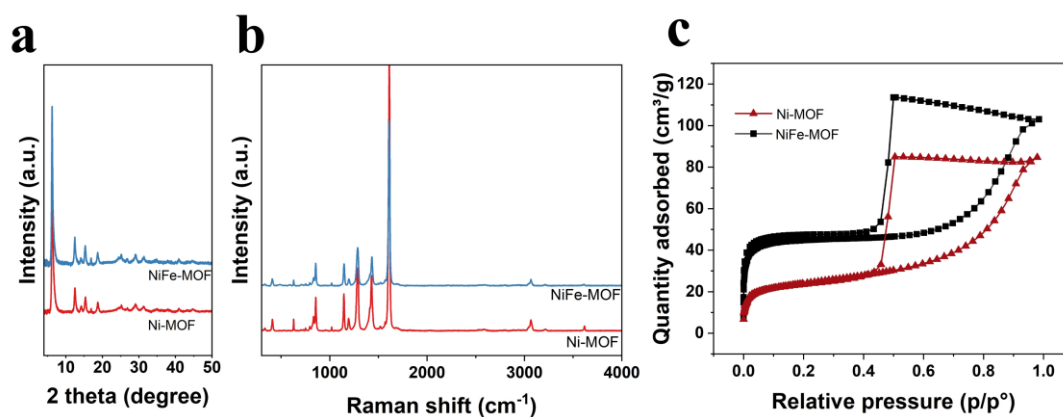 a
Intensity (a.u.)
NiFe-MOF
Ni-MOF
10 20 30 40 50
2 theta (degree)
b
Intensity (a.u.)
NiFe-MOF
Ni-MOF
1000 2000 3000 4000
Raman shift (cm⁻¹)
c
Quantity adsorbed (cm³/g)
120
100
80
60
40
20
0
Ni-MOF
NiFe-MOF
0.0 0.2 0.4 0.6 0.8 1.0
Relative pressure (p/p°)